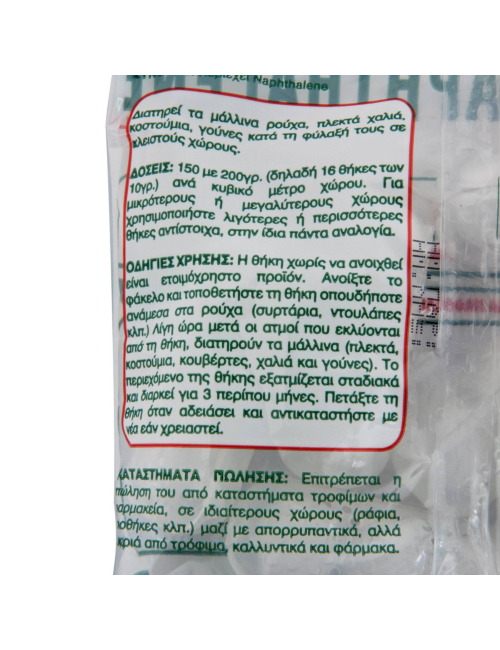 περιέχει Naphthalene
Διατηρεί τα μάλλινα ρούχα, πλεκτά χαλιά,
κοστούμια, γούνες κατά τη φύλαξή τους σε
κλειστούς χώρους.
ΔΟΣΕΙΣ: 150 με 200γρ. (δηλαδή 16 θήκες των
10γρ.) ανά κυβικό μέτρο χώρου. Για
μικρότερους ή μεγαλύτερους χώρους
χρησιμοποιήστε λιγότερες ή περισσότερες
θήκες αντίστοιχα, στην ίδια πάντα αναλογία.
ΟΔΗΓΙΕΣ ΧΡΗΣΗΣ: Η θήκη χωρίς να ανοιχθεί
είναι ετοιμόχρηστο προϊόν. Ανοίξτε το
φάκελο και τοποθετήστε τη θήκη οπουδήποτε
ανάμεσα στα ρούχα (συρτάρια, ντουλάπες
κλπ.) Λίγη ώρα μετά οι ατμοί που εκλύονται
από τη θήκη, διατηρούν τα μάλλινα (πλεκτά,
κοστούμια, κουβέρτες, χαλιά και γούνες). Το
περιεχόμενο της θήκης εξατμίζεται σταδιακά
και διαρκεί για 3 περίπου μήνες. Πετάξτε τη
θήκη όταν αδειάσει και αντικαταστήστε με
νέα εάν χρειαστεί.
ΚΑΤΑΣΤΗΜΑΤΑ ΠΩΛΗΣΗΣ: Επιτρέπεται η
πώληση του από καταστήματα τροφίμων και
φαρμακεία, σε ιδιαίτερους χώρους (ράφια,
προθήκες κλπ.) μαζί με απορρυπαντικά, αλλά
μακριά από τρόφιμα, καλλυντικά και φάρμακα.